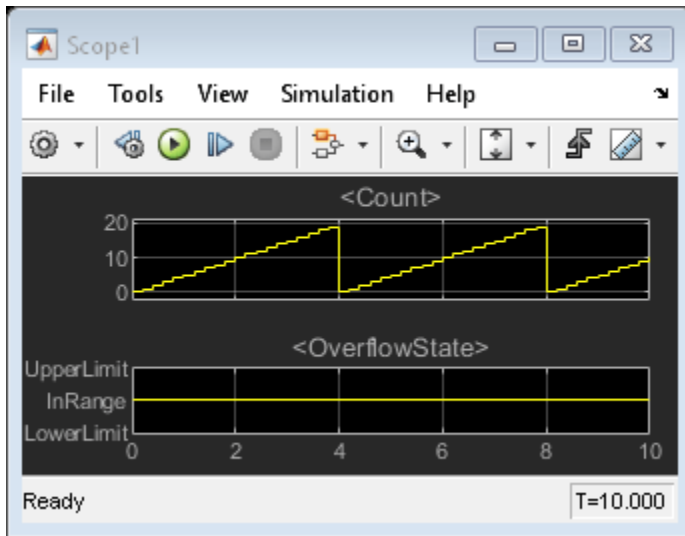 Scope1
File Tools View Simulation Help
<Count>
20
10
0
<OverflowState>
UpperLimit
InRange
LowerLimit
0 2 4 6 8 10
Ready T=10.000